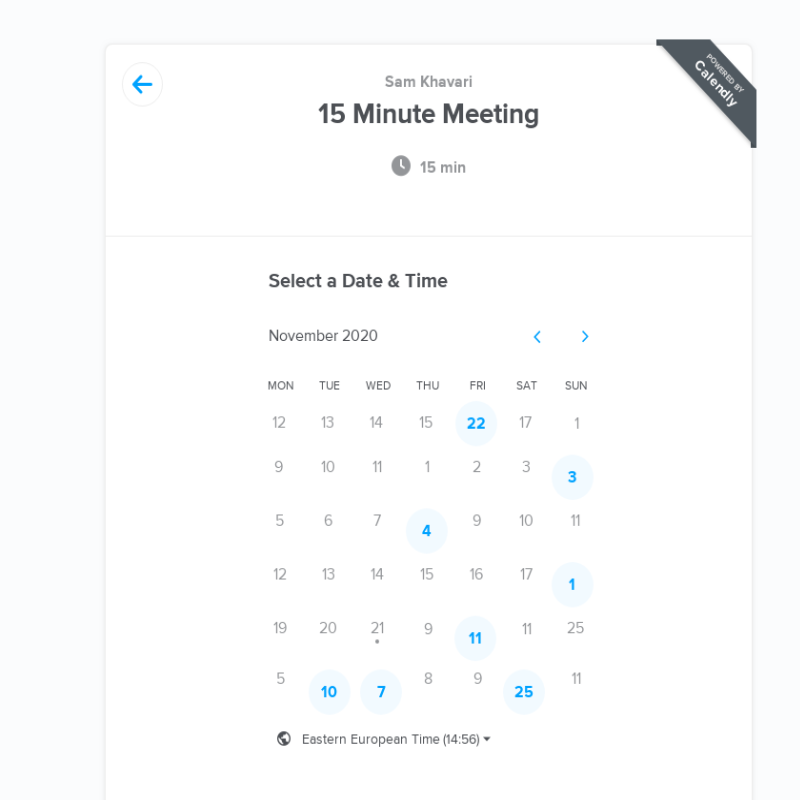 POWERED BY
Calendly
Sam Khavari
15 Minute Meeting
15 min
Select a Date & Time
November 2020
MON TUE WED THU FRI SAT SUN
12 13 14 15 22 17 1
9 10 11 1 2 3 3
5 6 7 4 9 10 11
12 13 14 15 16 17 1
19 20 21 9 11 11 25
5 10 7 8 9 25 11
Eastern European Time (14:56)